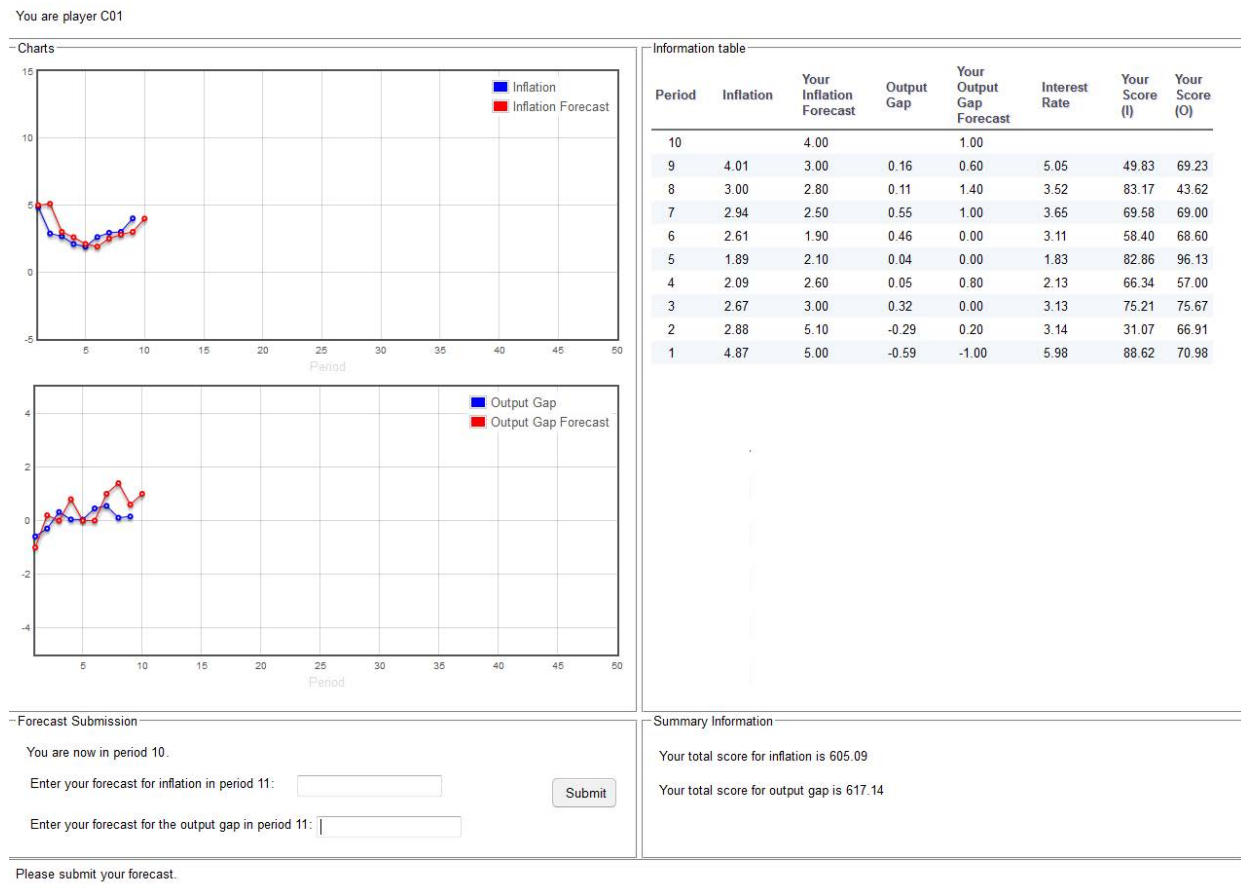 You are player C01
Charts
15
10
5
0
-5
5 10 15 20 25 30 35 40 45 50
Period
Inflation
Inflation Forecast
4
2
0
-2
-4
5 10 15 20 25 30 35 40 45 50
Period
Output Gap
Output Gap Forecast
Information table
Period Inflation Your Inflation Forecast Output Gap Your Output Gap Forecast Interest Rate Your Score (I) Your Score (O)
10 4.00 1.00
9 4.01 3.00 0.16 0.60 5.05 49.83 69.23
8 3.00 2.80 0.11 1.40 3.52 83.17 43.62
7 2.94 2.50 0.55 1.00 3.65 69.58 69.00
6 2.61 1.90 0.46 0.00 3.11 58.40 68.60
5 1.89 2.10 0.04 0.00 1.83 82.86 96.13
4 2.09 2.60 0.05 0.80 2.13 66.34 57.00
3 2.67 3.00 0.32 0.00 3.13 75.21 75.67
2 2.88 5.10 -0.29 0.20 3.14 31.07 66.91
1 4.87 5.00 -0.59 -1.00 5.98 88.62 70.98
Forecast Submission
You are now in period 10.
Enter your forecast for inflation in period 11:
Enter your forecast for the output gap in period 11:
Submit
Summary Information
Your total score for inflation is 605.09
Your total score for output gap is 617.14
Please submit your forecast.